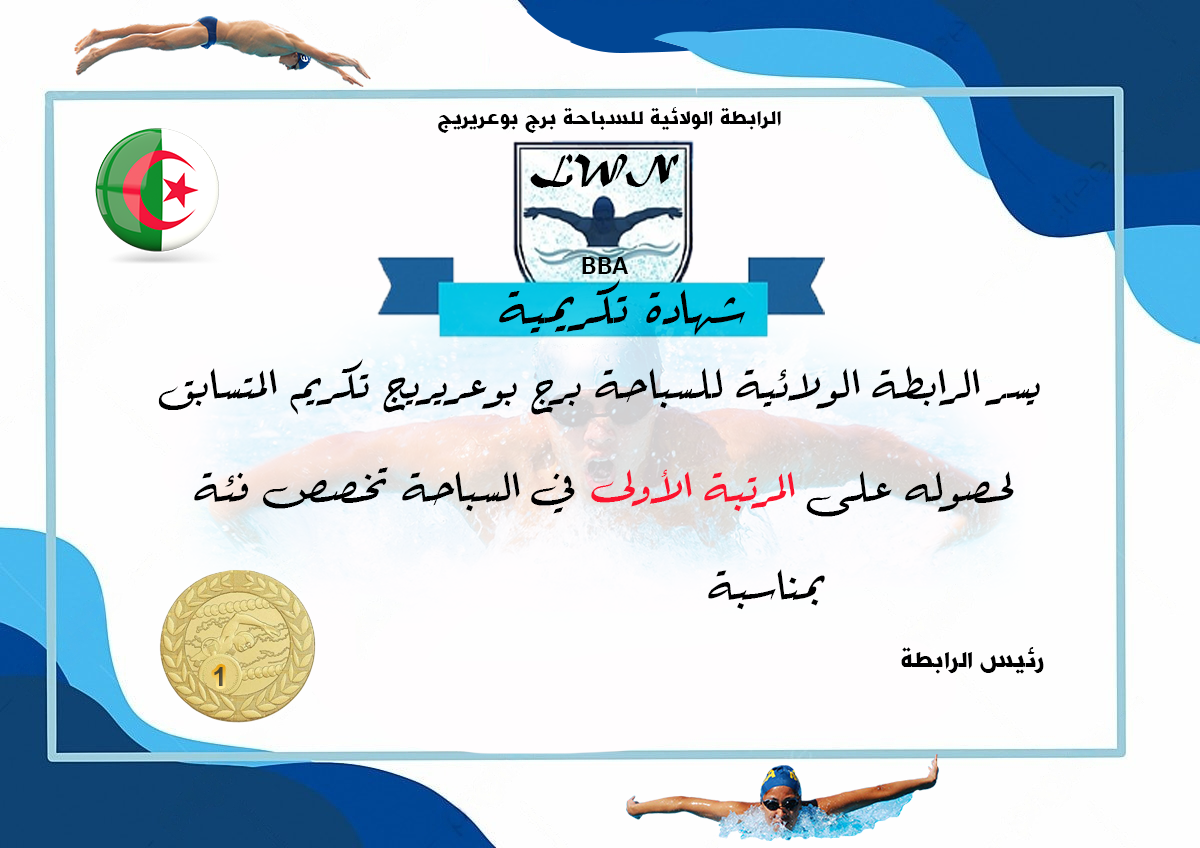 الرابطة الولائية للسباحة برج بوعريريج
LWN
BBA
شهادة تكريمية
يسر الرابطة الولائية للسباحة برج بوعريريج تكريم المتسابق
لحصوله على المرتبة الأولى في السباحة تخصص فئة
بمناسبة
1
رئيس الرابطة